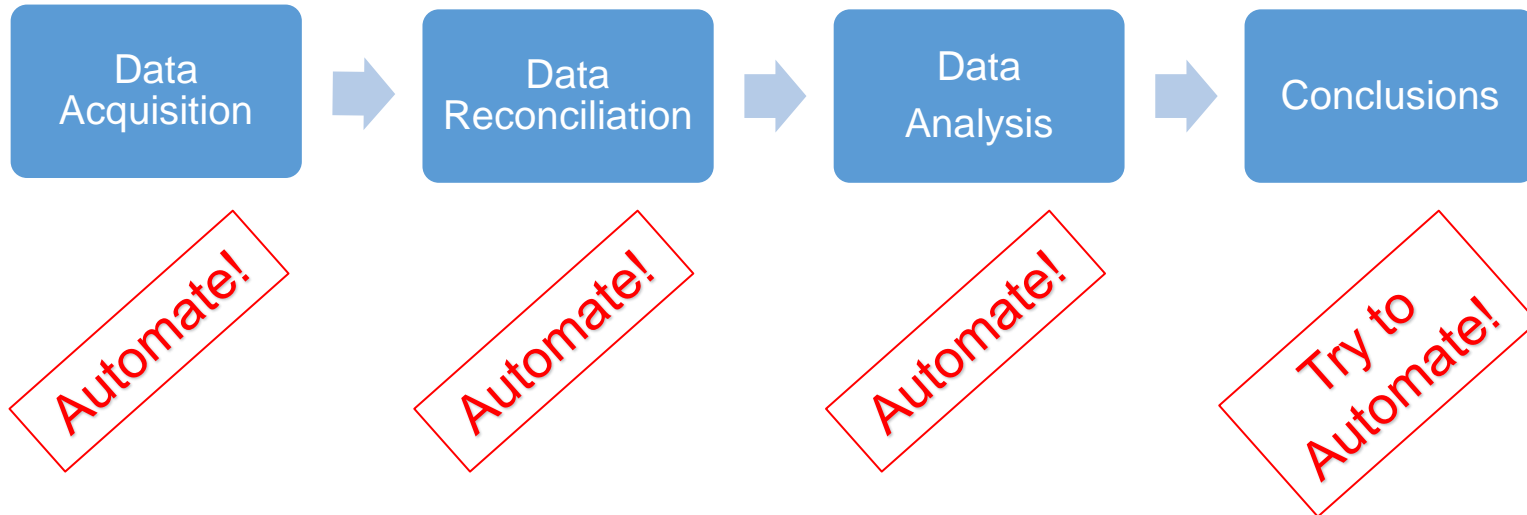 Data
Acquisition
Data
Reconciliation
Data
Analysis
Conclusions
Automate!
Automate!
Automate!
Try to
Automate!